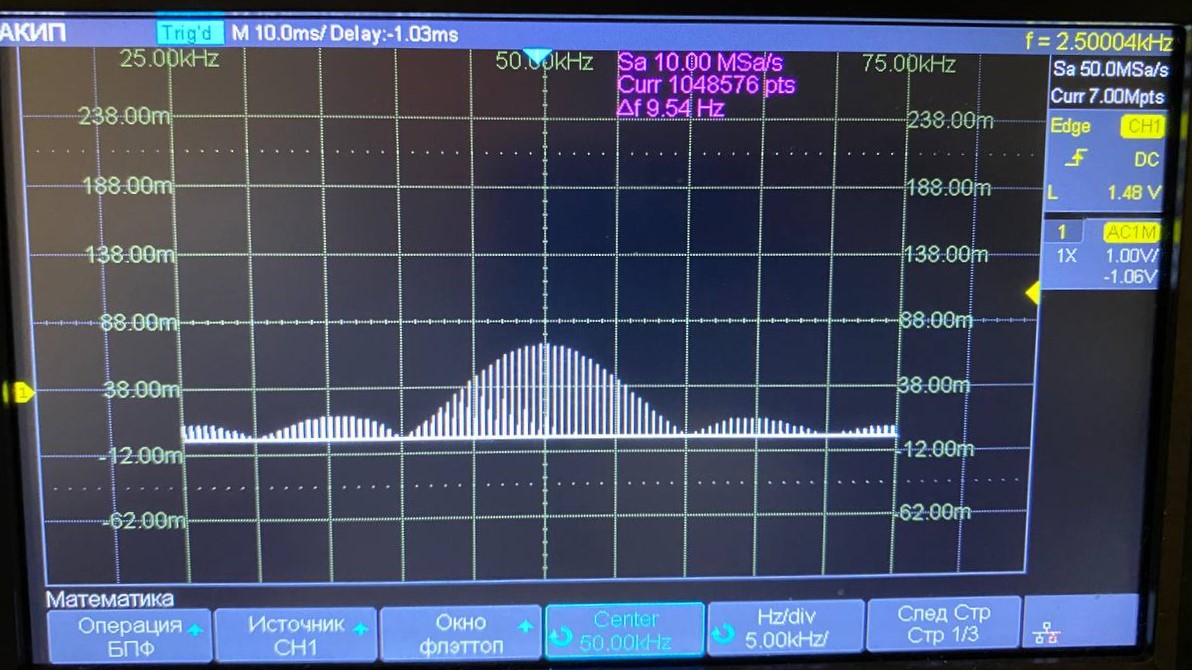 АКИП Trig'd M 10.0ms/ Delay:-1.03ms f = 2.50004kHz
25.00kHz 50.00kHz 75.00kHz
Sa 10.00 MSa/s
Curr 1048576 pts
Δf 9.54 Hz
Sa 50.0MSa/s
Curr 7.00Mpts
Edge CH1
DC
L 1.48 V
1 AC1M
1X 1.00V/
-1.06V
238.00m 238.00m
188.00m 188.00m
138.00m 138.00m
88.00m 88.00m
38.00m 38.00m
-12.00m -12.00m
-62.00m -62.00m
1
Математика
Операция
БПФ
Источник
CH1
Окно
флэттоп
Center
50.00kHz
Hz/div
5.00kHz/
След Стр
Стр 1/3